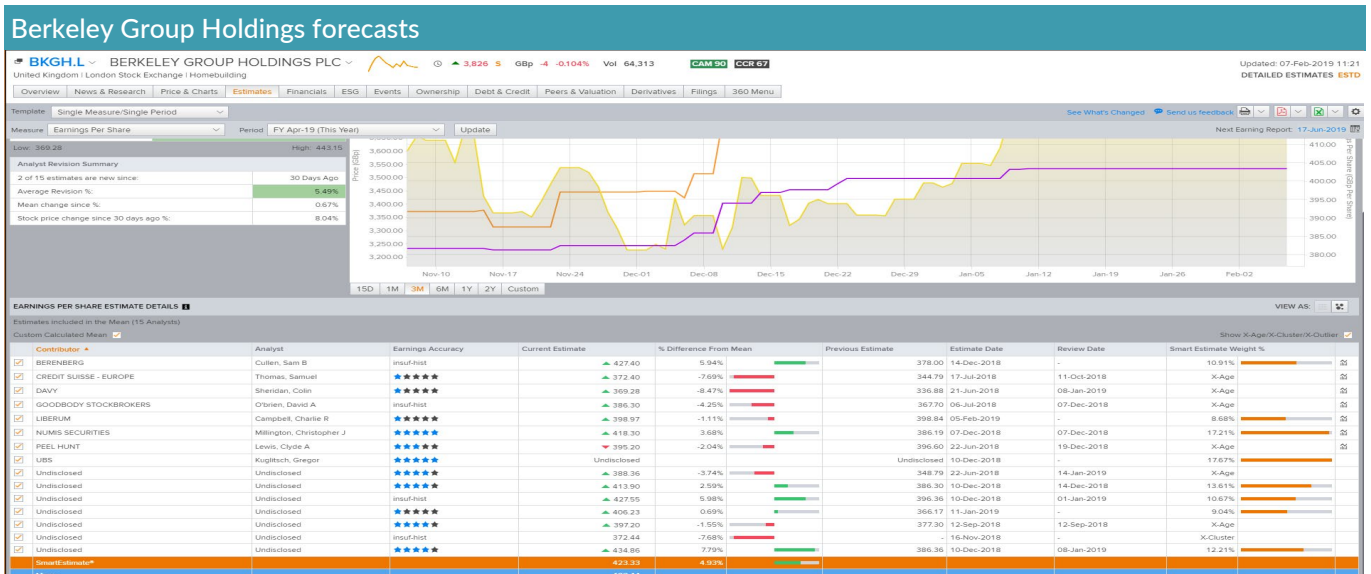 Berkeley Group Holdings forecasts
BKGH.L BERKELEY GROUP HOLDINGS PLC 3,826 S GBp -4 -0.104% Vol 64,313 CAM 90 CCR 67 Updated: 07-Feb-2019 11:21
United Kingdom | London Stock Exchange | Homebuilding DETAILED ESTIMATES ESTD
Overview News & Research Price & Charts Estimates Financials ESG Events Ownership Debt & Credit Peers & Valuation Derivatives Filings 360 Menu
Template Single Measure/Single Period See What's Changed Send us feedback
Measure Earnings Per Share Period FY Apr-19 (This Year) Update Next Earning Report: 17-Jun-2019
Low: 369.28 High: 443.15
Analyst Revision Summary
2 of 15 estimates are new since: 30 Days Ago
Average Revision %: 5.49%
Mean change since %: 0.67%
Stock price change since 30 days ago %: 8.04%
Price (GBp)
3,600.00
3,550.00
3,500.00
3,450.00
3,400.00
3,350.00
3,300.00
3,250.00
3,200.00
410.00
405.00
400.00
395.00
390.00
385.00
380.00
s Per Share (GBp Per Share)
Nov-10 Nov-17 Nov-24 Dec-01 Dec-08 Dec-15 Dec-22 Dec-29 Jan-05 Jan-12 Jan-19 Jan-26 Feb-02
15D 1M 3M 6M 1Y 2Y Custom
EARNINGS PER SHARE ESTIMATE DETAILS VIEW AS:
Estimates included in the Mean (15 Analysts)
Custom Calculated Mean Show X-Age/X-Cluster/X-Outlier
Contributor Analyst Earnings Accuracy Current Estimate % Difference From Mean Previous Estimate Estimate Date Review Date Smart Estimate Weight %
BERENBERG Cullen, Sam B insuf-hist 427.40 5.94% 378.00 14-Dec-2018 - 10.91%
CREDIT SUISSE - EUROPE Thomas, Samuel 372.40 -7.69% 344.79 17-Jul-2018 11-Oct-2018 X-Age
DAVY Sheridan, Colin 369.28 -8.47% 336.88 21-Jun-2018 08-Jan-2019 X-Age
GOODBODY STOCKBROKERS O'brien, David A insuf-hist 386.30 -4.25% 367.70 06-Jul-2018 07-Dec-2018 X-Age
LIBERUM Campbell, Charlie R 398.97 -1.11% 398.84 05-Feb-2019 - 8.68%
NUMIS SECURITIES Millington, Christopher J 418.30 3.68% 386.19 07-Dec-2018 07-Dec-2018 17.21%
PEEL HUNT Lewis, Clyde A 395.20 -2.04% 396.60 22-Jun-2018 19-Dec-2018 X-Age
UBS Kuglitsch, Gregor Undisclosed Undisclosed 10-Dec-2018 - 17.67%
Undisclosed Undisclosed 388.36 -3.74% 348.79 22-Jun-2018 14-Jan-2019 X-Age
Undisclosed Undisclosed 413.90 2.59% 386.30 10-Dec-2018 14-Dec-2018 13.61%
Undisclosed Undisclosed insuf-hist 427.55 5.98% 396.36 10-Dec-2018 01-Jan-2019 10.67%
Undisclosed Undisclosed 406.23 0.69% 366.17 11-Jan-2019 - 9.04%
Undisclosed Undisclosed insuf-hist 397.20 -1.55% 377.30 12-Sep-2018 12-Sep-2018 X-Age
Undisclosed Undisclosed insuf-hist 372.44 -7.68% - 16-Nov-2018 - X-Cluster
Undisclosed Undisclosed 434.86 7.79% 386.36 10-Dec-2018 08-Jan-2019 12.21%
SmartEstimate® 423.33 4.93%